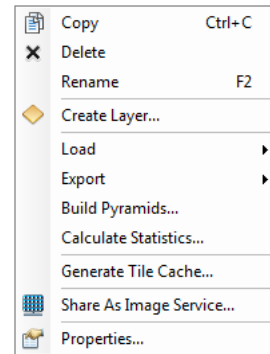 Copy Ctrl+C
Delete
Rename F2
Create Layer...
Load
Export
Build Pyramids...
Calculate Statistics...
Generate Tile Cache...
Share As Image Service...
Properties...